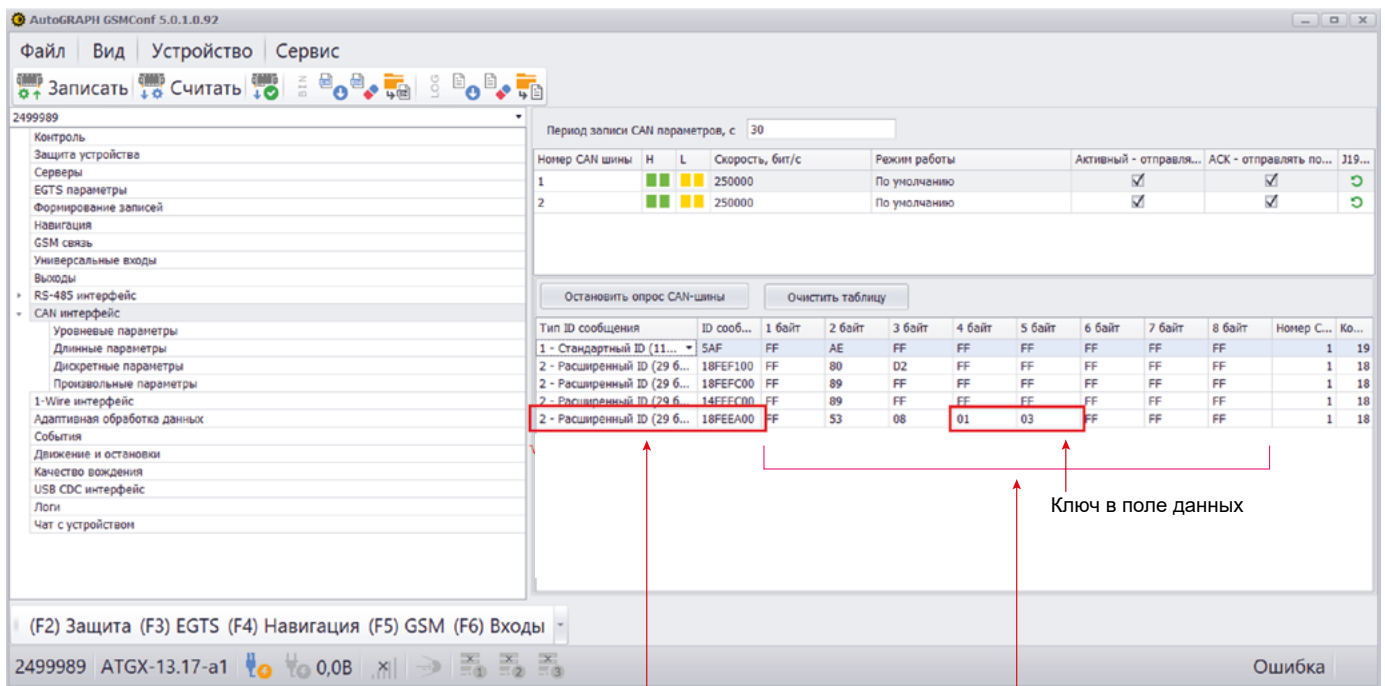 AutoGRAPH GSMConf 5.0.1.0.92
Файл Вид Устройство Сервис
Записать Считать BIN LOG
2499989
Контроль
Защита устройства
Серверы
EGTS параметры
Формирование записей
Навигация
GSM связь
Универсальные входы
Выходы
RS-485 интерфейс
CAN интерфейс
Уровневые параметры
Длинные параметры
Дискретные параметры
Произвольные параметры
1-Wire интерфейс
Адаптивная обработка данных
События
Движение и остановки
Качество вождения
USB CDC интерфейс
Логи
Чат с устройством
Период записи CAN параметров, с 30
Номер CAN шины H L Скорость, бит/с Режим работы Активный - отправля... АСК - отправлять по... J19...
1 250000 По умолчанию
2 250000 По умолчанию
Остановить опрос CAN-шины Очистить таблицу
Тип ID сообщения ID сооб... 1 байт 2 байт 3 байт 4 байт 5 байт 6 байт 7 байт 8 байт Номер C... Ко...
1 - Стандартный ID (11... 5AF FF AE FF FF FF FF FF FF 1 19
2 - Расширенный ID (29 б... 18FEF100 FF 80 D2 FF FF FF FF FF 1 18
2 - Расширенный ID (29 б... 18FEFC00 FF 89 FF FF FF FF FF FF 1 18
2 - Расширенный ID (29 б... 14FEFC00 FF 89 FF FF FF FF FF FF 1 18
2 - Расширенный ID (29 б... 18FEEA00 FF 53 08 01 03 FF FF FF 1 18
Ключ в поле данных
(F2) Защита (F3) EGTS (F4) Навигация (F5) GSM (F6) Входы
2499989 ATGX-13.17-a1 0,0В 1 2 3 Ошибка